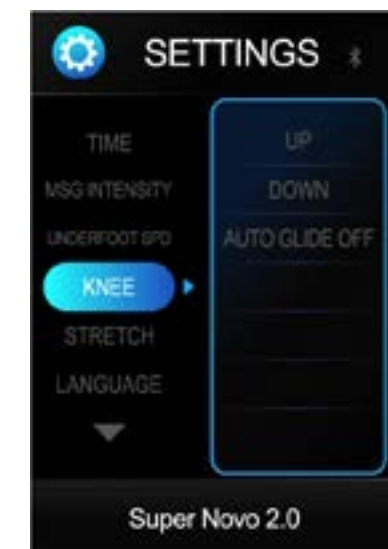 SETTINGS
TIME
MSG INTENSITY
UNDERFOOT SPD
KNEE
STRETCH
LANGUAGE
UP
DOWN
AUTO GLIDE OFF
Super Novo 2.0